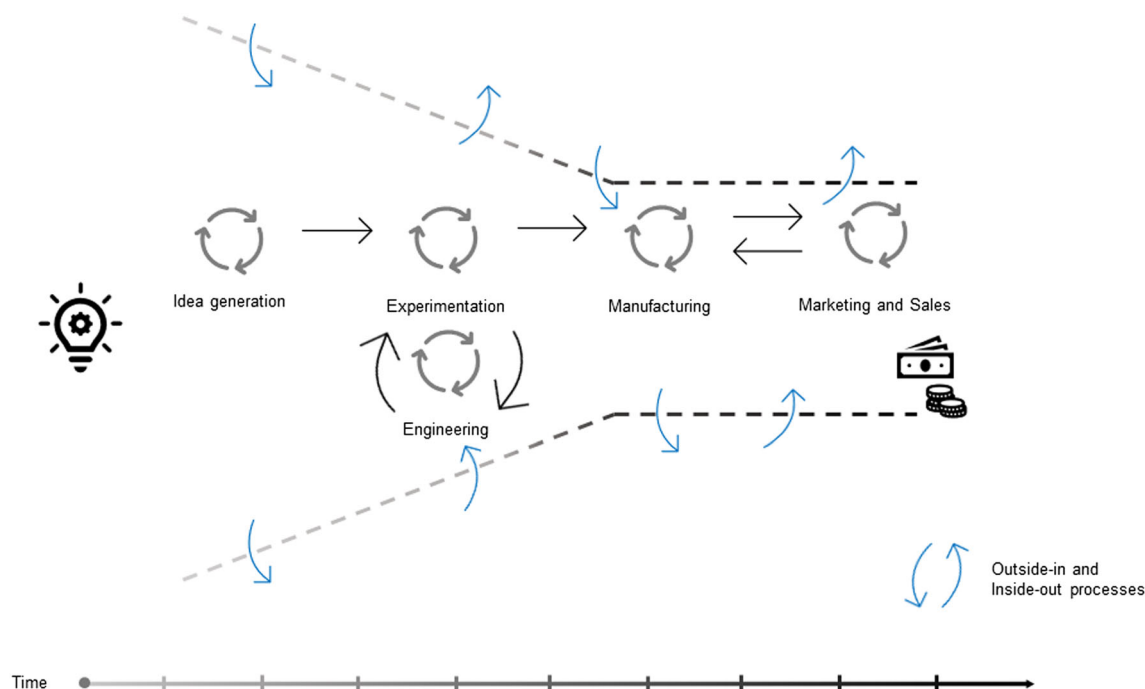 Idea generation
Experimentation
Manufacturing
Marketing and Sales
Engineering
Outside-in and
Inside-out processes
Time